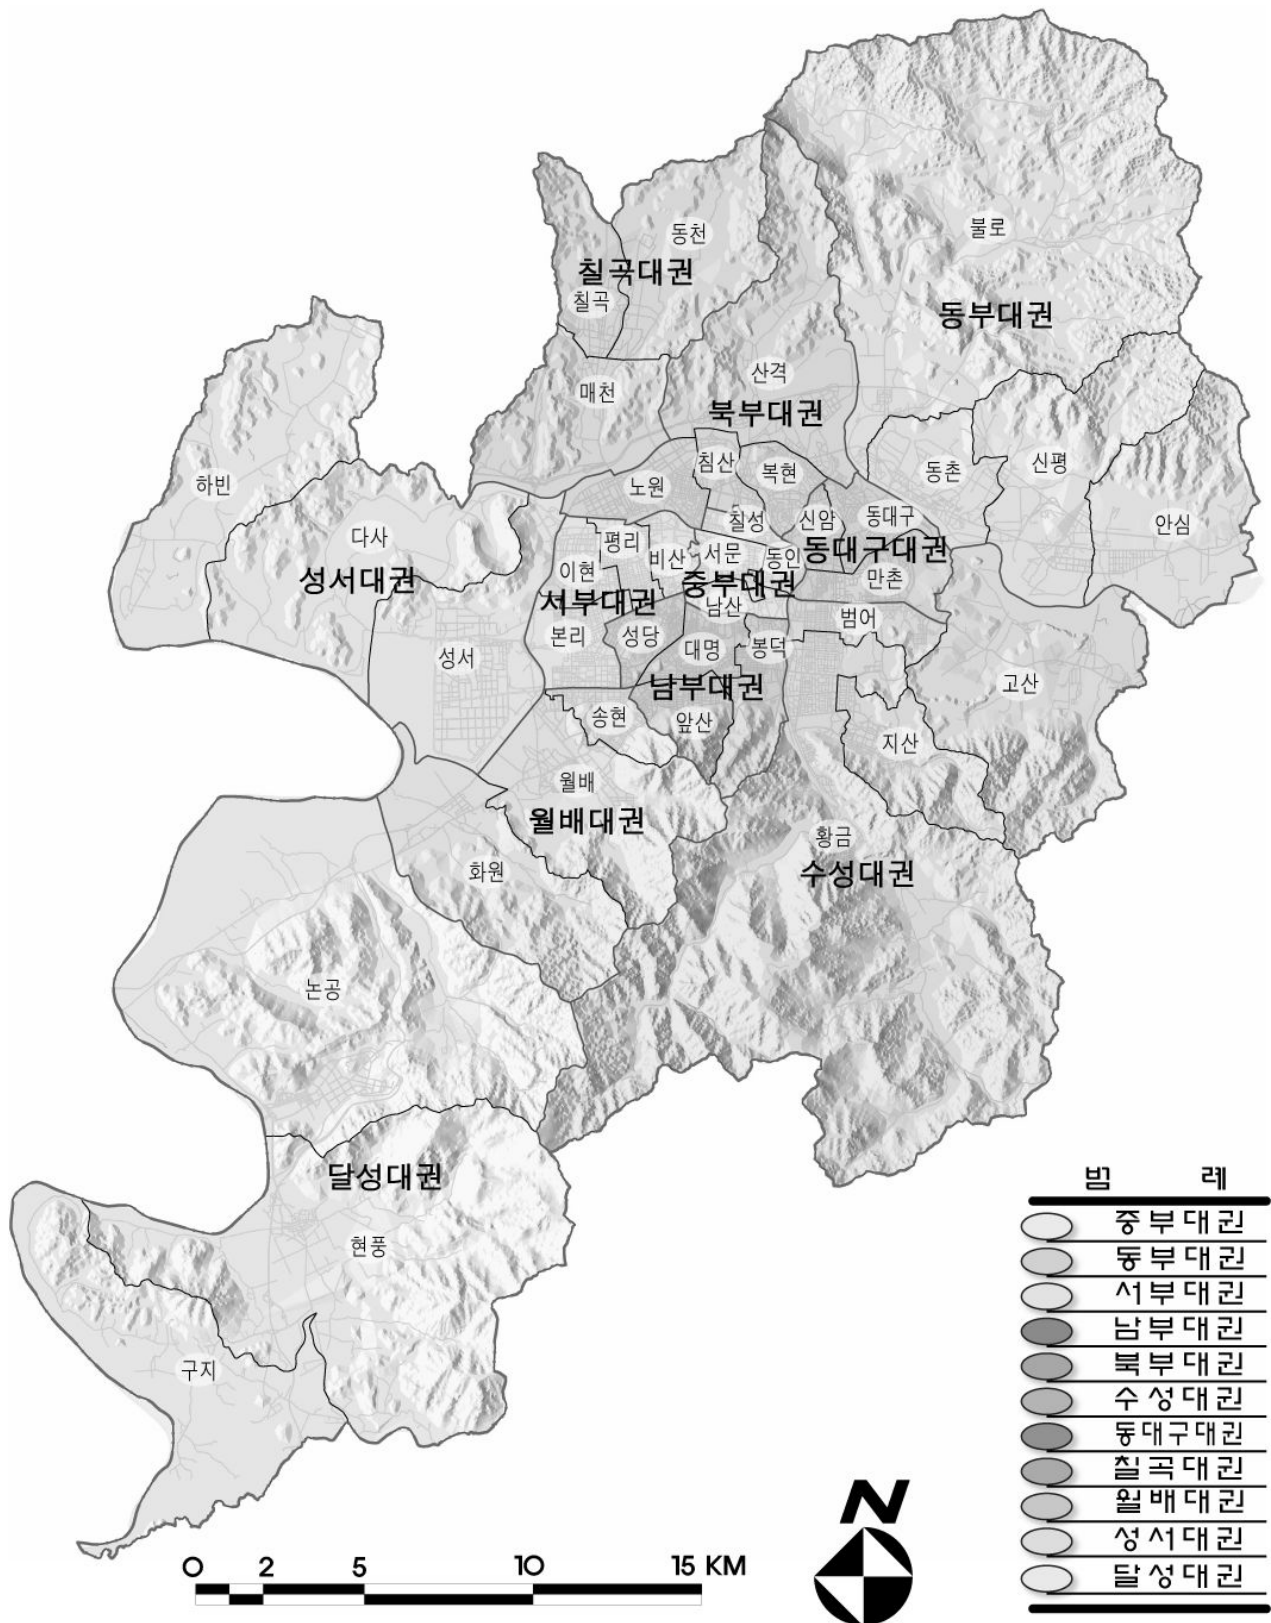 동천
칠곡대권
칠곡
불로
동부대권
매천
산격
북부대권
하빈
다사
성서대권
노원
침산
복현
동촌
신평
안심
칠성
신암
동대구
동대구대권
평리
비산
서문
동인
이현
중부대권
만촌
서부대권
남산
범어
본리
성당
대명
봉덕
성서
남부대권
고산
송현
앞산
지산
월배
월배대권
황금
수성대권
화원
논공
달성대권
현풍
구지
범 례
중부대권
동부대권
서부대권
남부대권
북부대권
수성대권
동대구대권
칠곡대권
월배대권
성서대권
달성대권
N
0 2 5 10 15 KM